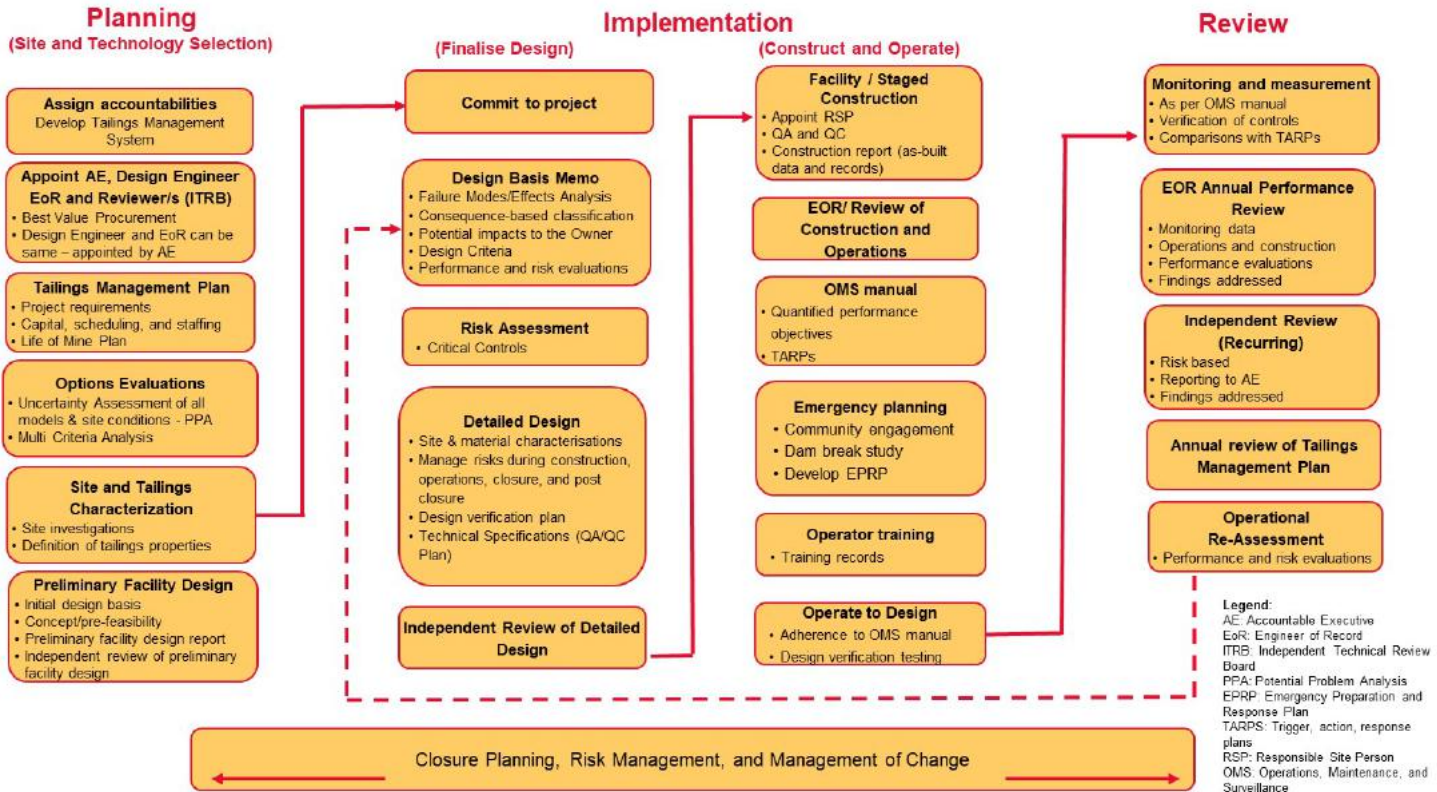 Planning
(Site and Technology Selection)
Assign accountabilities
Develop Tailings Management
System
Appoint AE, Design Engineer
EoR and Reviewer/s (ITRB)
• Best Value Procurement
• Design Engineer and EoR can be
same – appointed by AE
Tailings Management Plan
• Project requirements
• Capital, scheduling, and staffing
• Life of Mine Plan
Options Evaluations
• Uncertainty Assessment of all
models & site conditions - PPA
• Multi Criteria Analysis
Site and Tailings
Characterization
• Site investigations
• Definition of tailings properties
Preliminary Facility Design
• Initial design basis
• Concept/pre-feasibility
• Preliminary facility design report
• Independent review of preliminary
facility design
Implementation
(Finalise Design)
Commit to project
Design Basis Memo
• Failure Modes/Effects Analysis
• Consequence-based classification
• Potential impacts to the Owner
• Design Criteria
• Performance and risk evaluations
Risk Assessment
• Critical Controls
Detailed Design
• Site & material characterisations
• Manage risks during construction,
operations, closure, and post
closure
• Design verification plan
• Technical Specifications (QA/QC
Plan)
Independent Review of Detailed
Design
(Construct and Operate)
Facility / Staged
Construction
• Appoint RSP
• QA and QC
• Construction report (as-built
data and records)
EOR/ Review of
Construction and
Operations
OMS manual
• Quantified performance
objectives
• TARPs
Emergency planning
• Community engagement
• Dam break study
• Develop EPRP
Operator training
• Training records
Operate to Design
• Adherence to OMS manual
• Design verification testing
Review
Monitoring and measurement
• As per OMS manual
• Verification of controls
• Comparisons with TARPs
EOR Annual Performance
Review
• Monitoring data
• Operations and construction
• Performance evaluations
• Findings addressed
Independent Review
(Recurring)
• Risk based
• Reporting to AE
• Findings addressed
Annual review of Tailings
Management Plan
Operational
Re-Assessment
• Performance and risk evaluations
Legend:
AE: Accountable Executive
EoR: Engineer of Record
ITRB: Independent Technical Review
Board
PPA: Potential Problem Analysis
EPRP: Emergency Preparation and
Response Plan
TARPS: Trigger, action, response
plans
RSP: Responsible Site Person
OMS: Operations, Maintenance, and
Surveillance
Closure Planning, Risk Management, and Management of Change